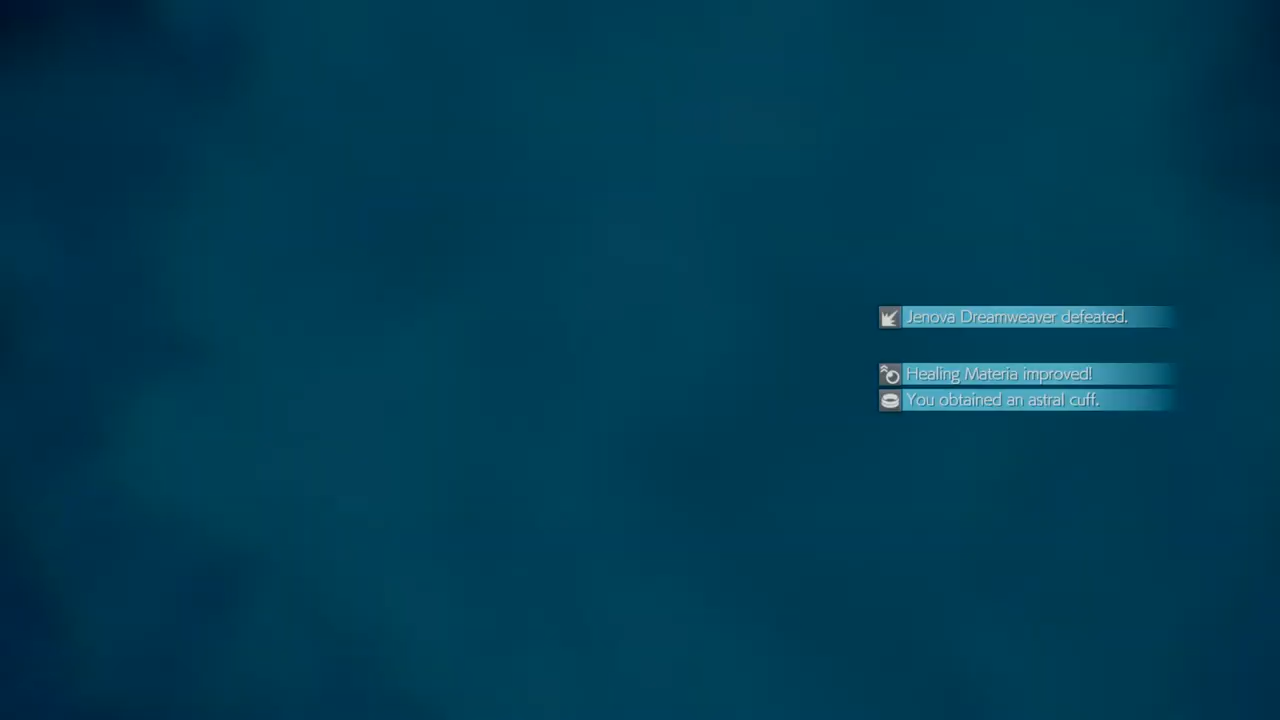 Jenova Dreamweaver defeated.
Healing Materia improved!
You obtained an astral cuff.